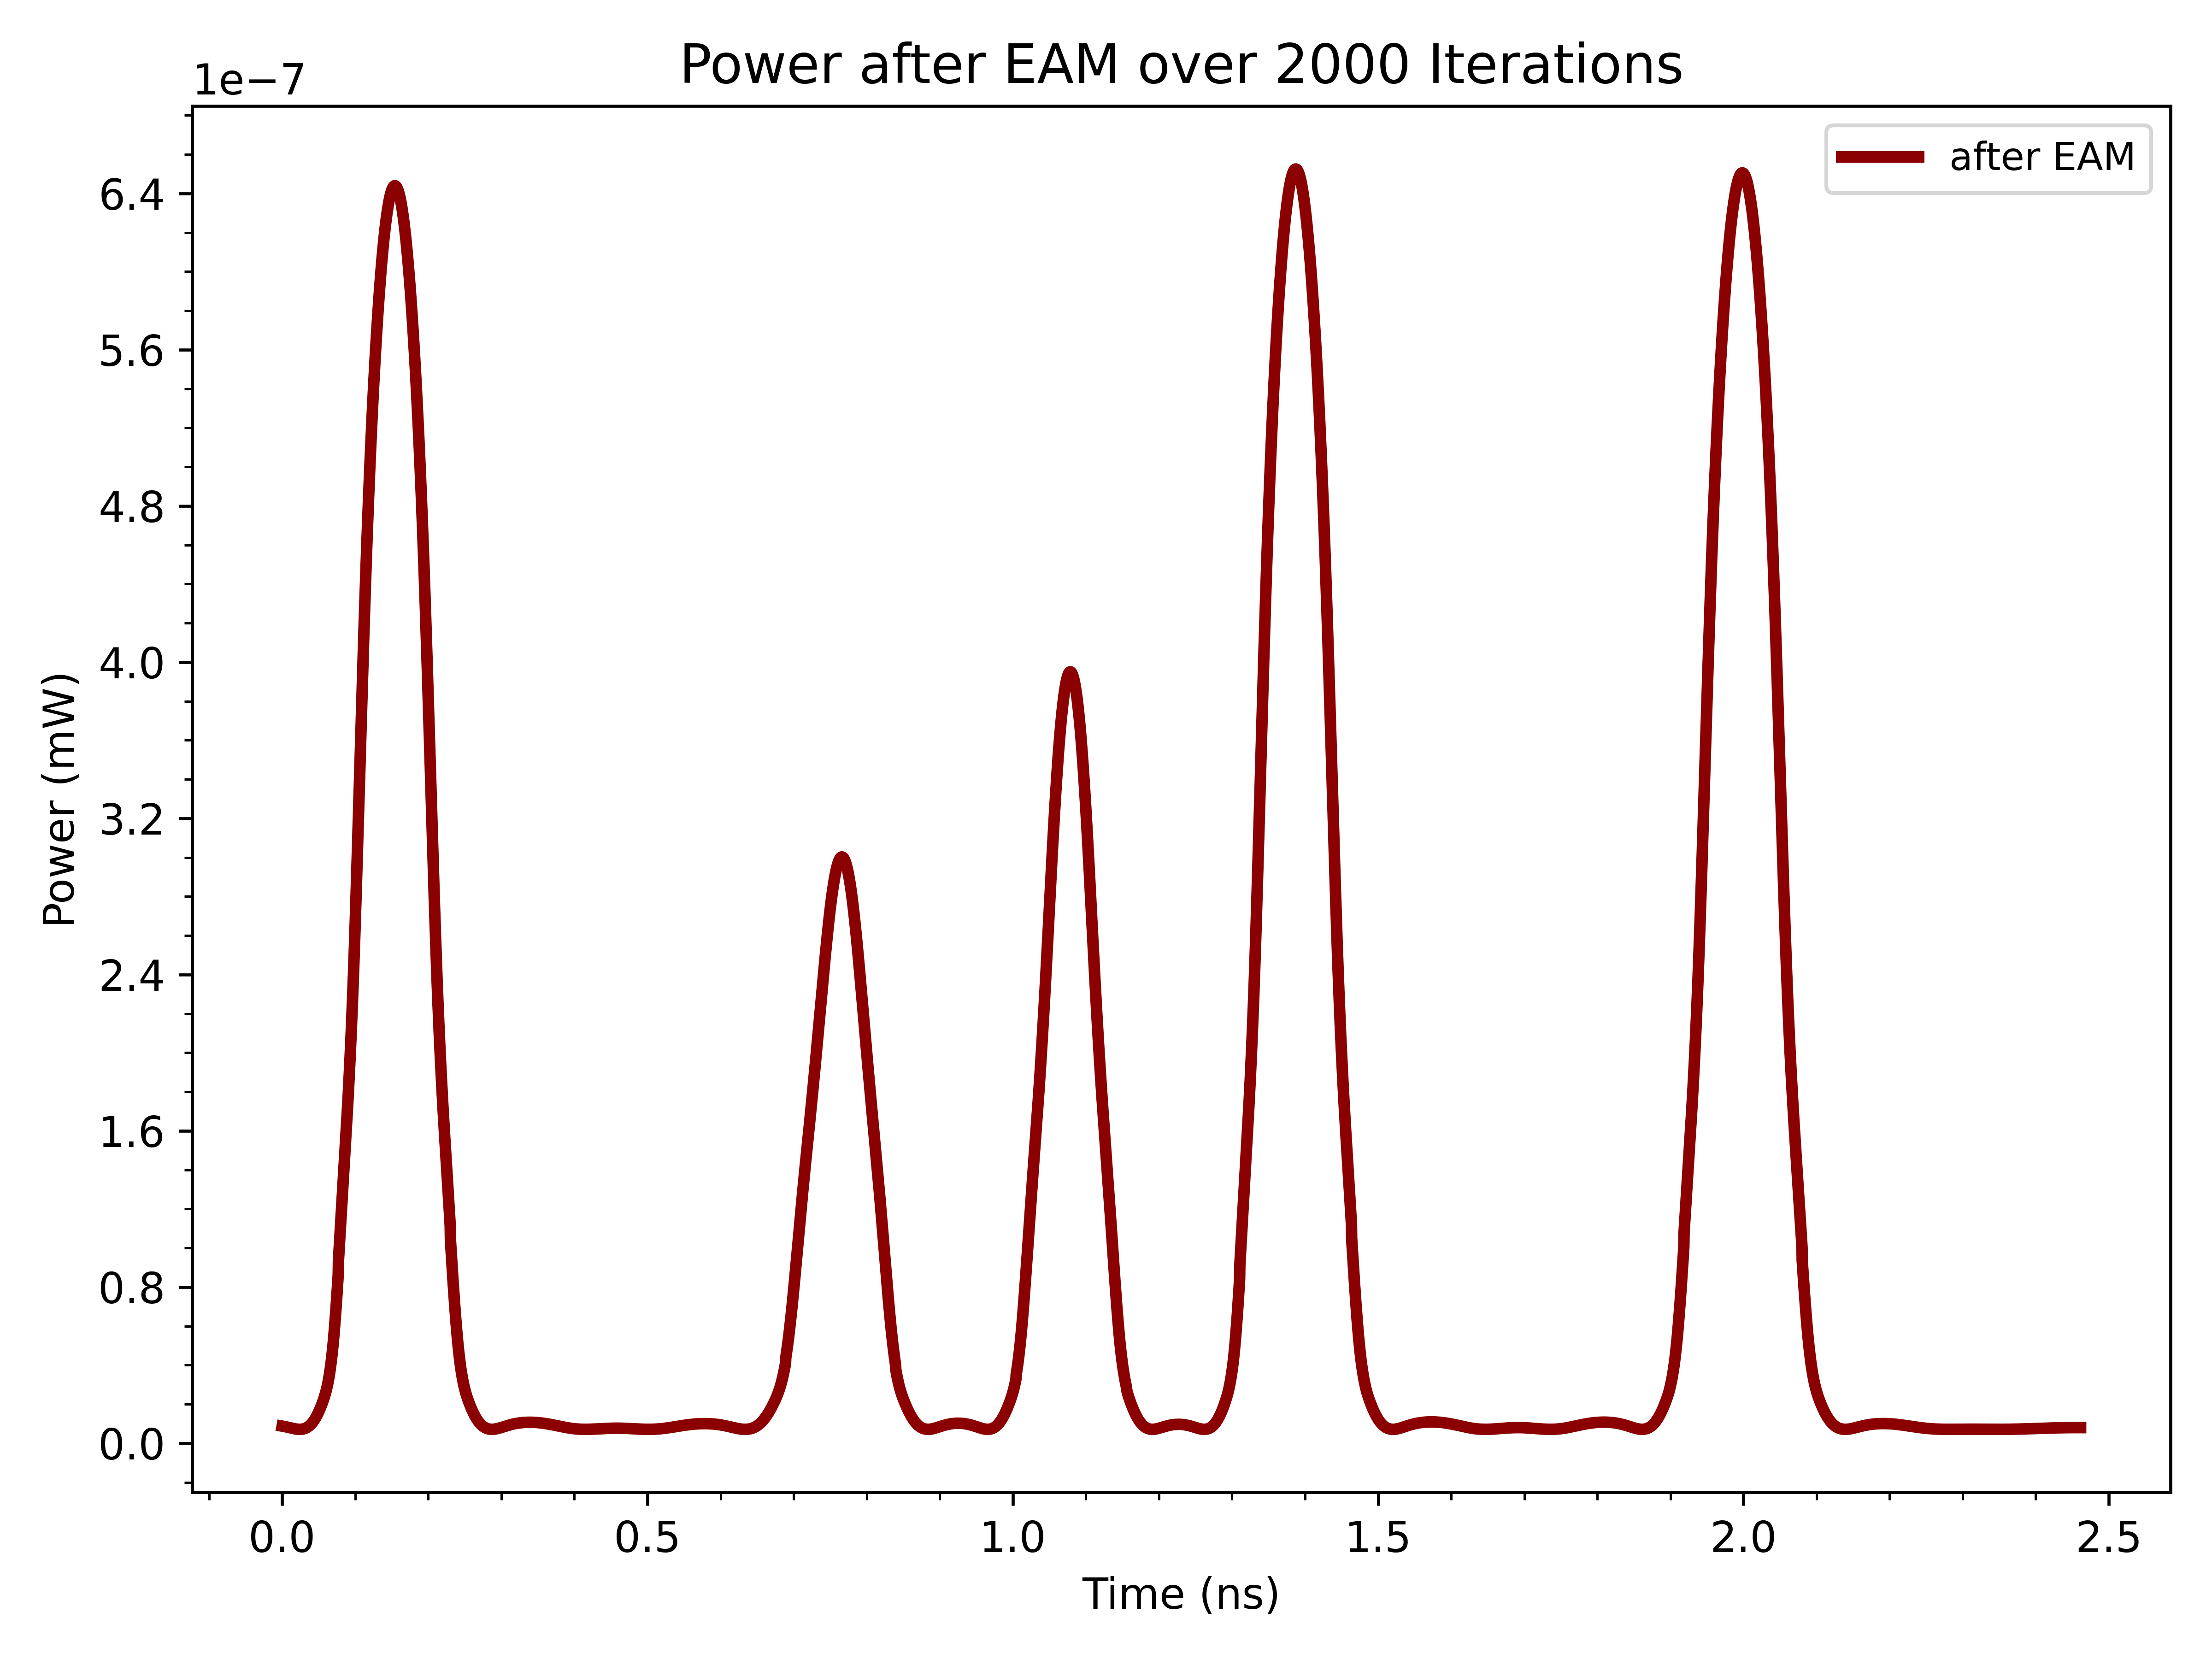 Power after EAM over 2000 Iterations
1e−7
after EAM
6.4
5.6
4.8
4.0
3.2
2.4
1.6
0.8
0.0
Power (mW)
0.0 0.5 1.0 1.5 2.0 2.5
Time (ns)